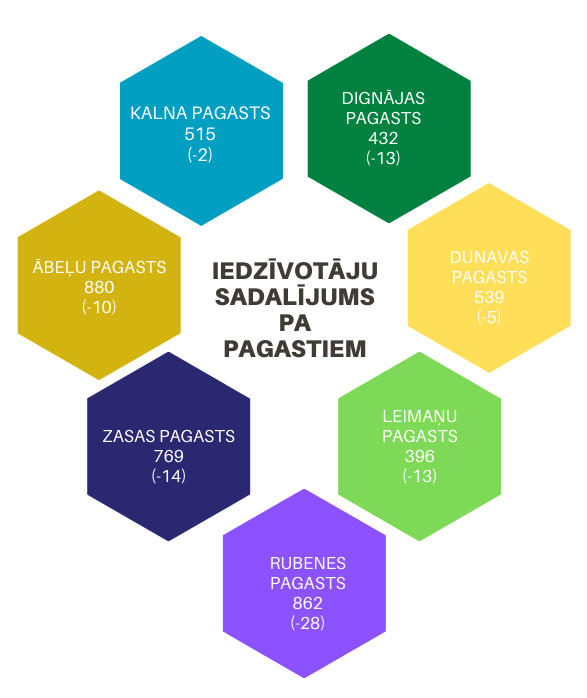 KALNA PAGASTS
515
(-2)
DIGNĀJAS
PAGASTS
432
(-13)
ĀBEĻU PAGASTS
880
(-10)
IEDZĪVOTĀJU
SADALĪJUMS
PA
PAGASTIEM
DUNAVAS
PAGASTS
539
(-5)
ZASAS PAGASTS
769
(-14)
LEIMAŅU
PAGASTS
396
(-13)
RUBENES
PAGASTS
862
(-28)